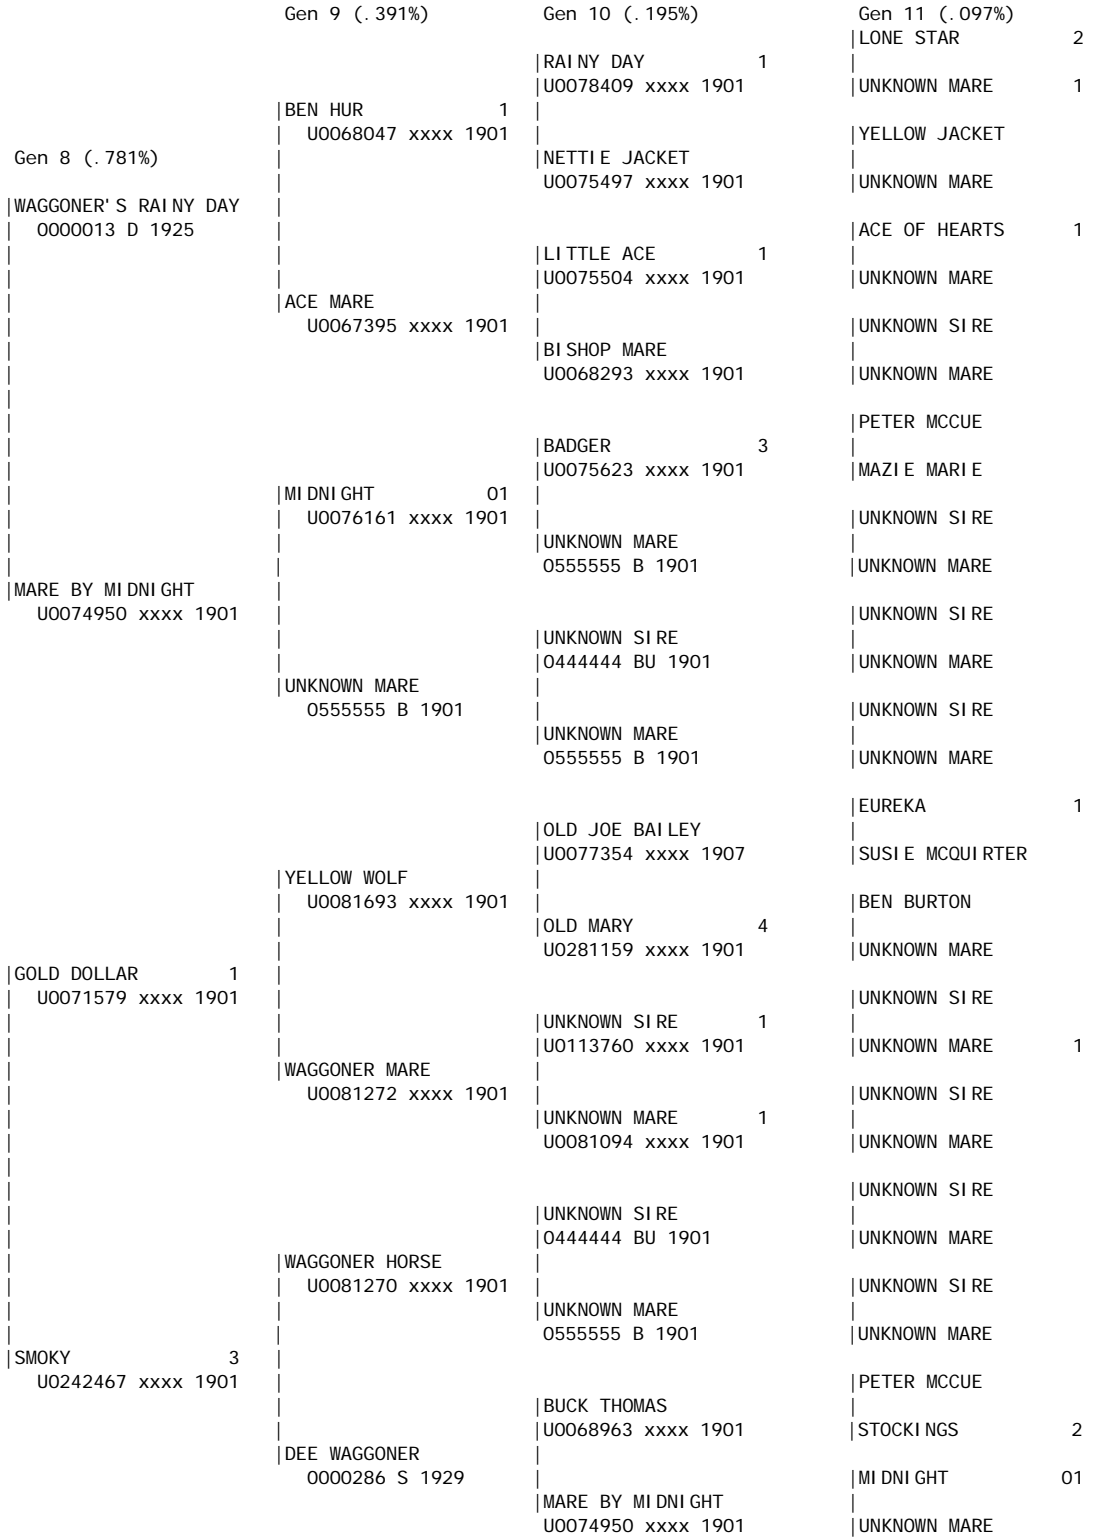 Gen 9 (.391%) Gen 10 (.195%) Gen 11 (.097%)
|LONE STAR 2
|RAINY DAY 1 |
|U0078409 xxxx 1901 |UNKNOWN MARE 1
|BEN HUR 1 |
| U0068047 xxxx 1901 | |YELLOW JACKET
Gen 8 (.781%) | |NETTIE JACKET |
| U0075497 xxxx 1901 |UNKNOWN MARE
|WAGGONER'S RAINY DAY |
| 0000013 D 1925 | |ACE OF HEARTS 1
| | |LITTLE ACE 1 |
| | |U0075504 xxxx 1901 |UNKNOWN MARE
| |ACE MARE |
| U0067395 xxxx 1901 | |UNKNOWN SIRE
| |BISHOP MARE |
| U0068293 xxxx 1901 |UNKNOWN MARE
|
| |PETER MCCUE
| |BADGER 3 |
| |U0075623 xxxx 1901 |MAZIE MARIE
| |MIDNIGHT 01 |
| | U0076161 xxxx 1901 | |UNKNOWN SIRE
| | |UNKNOWN MARE |
| | 0555555 B 1901 |UNKNOWN MARE
|MARE BY MIDNIGHT |
U0074950 xxxx 1901 | |UNKNOWN SIRE
| |UNKNOWN SIRE |
| |0444444 BU 1901 |UNKNOWN MARE
|UNKNOWN MARE |
0555555 B 1901 | |UNKNOWN SIRE
|UNKNOWN MARE |
0555555 B 1901 |UNKNOWN MARE
|EUREKA 1
|OLD JOE BAILEY |
|U0077354 xxxx 1907 |SUSIE MCQUIRTER
|YELLOW WOLF |
| U0081693 xxxx 1901 | |BEN BURTON
| |OLD MARY 4 |
| U0281159 xxxx 1901 |UNKNOWN MARE
|GOLD DOLLAR 1 |
| U0071579 xxxx 1901 | |UNKNOWN SIRE
| | |UNKNOWN SIRE 1 |
| | |U0113760 xxxx 1901 |UNKNOWN MARE 1
| |WAGGONER MARE |
| U0081272 xxxx 1901 | |UNKNOWN SIRE
| |UNKNOWN MARE 1 |
| U0081094 xxxx 1901 |UNKNOWN MARE
|
| |UNKNOWN SIRE
| |UNKNOWN SIRE |
| |0444444 BU 1901 |UNKNOWN MARE
| |WAGGONER HORSE |
| | U0081270 xxxx 1901 | |UNKNOWN SIRE
| | |UNKNOWN MARE |
| | 0555555 B 1901 |UNKNOWN MARE
|SMOKY 3 |
U0242467 xxxx 1901 | |PETER MCCUE
| |BUCK THOMAS |
| |U0068963 xxxx 1901 |STOCKINGS 2
|DEE WAGGONER |
0000286 S 1929 | |MIDNIGHT 01
|MARE BY MIDNIGHT |
U0074950 xxxx 1901 |UNKNOWN MARE